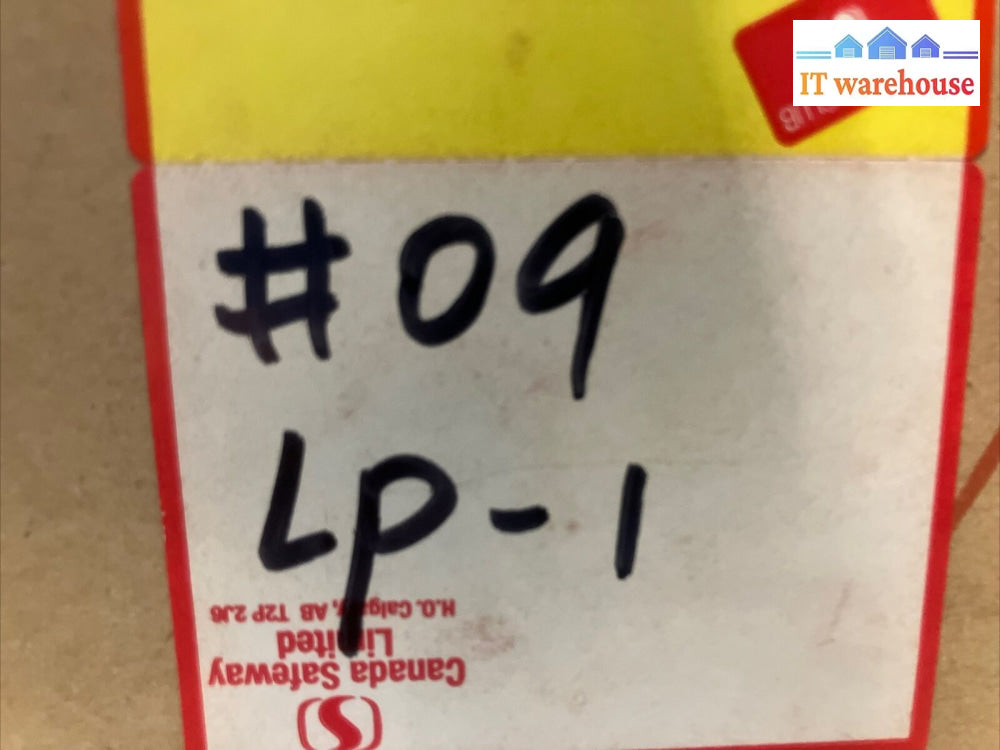 IT warehouse
#09
LP-1
Canada Safeway
Limited
H.O. Calgary, AB T2P 2J6